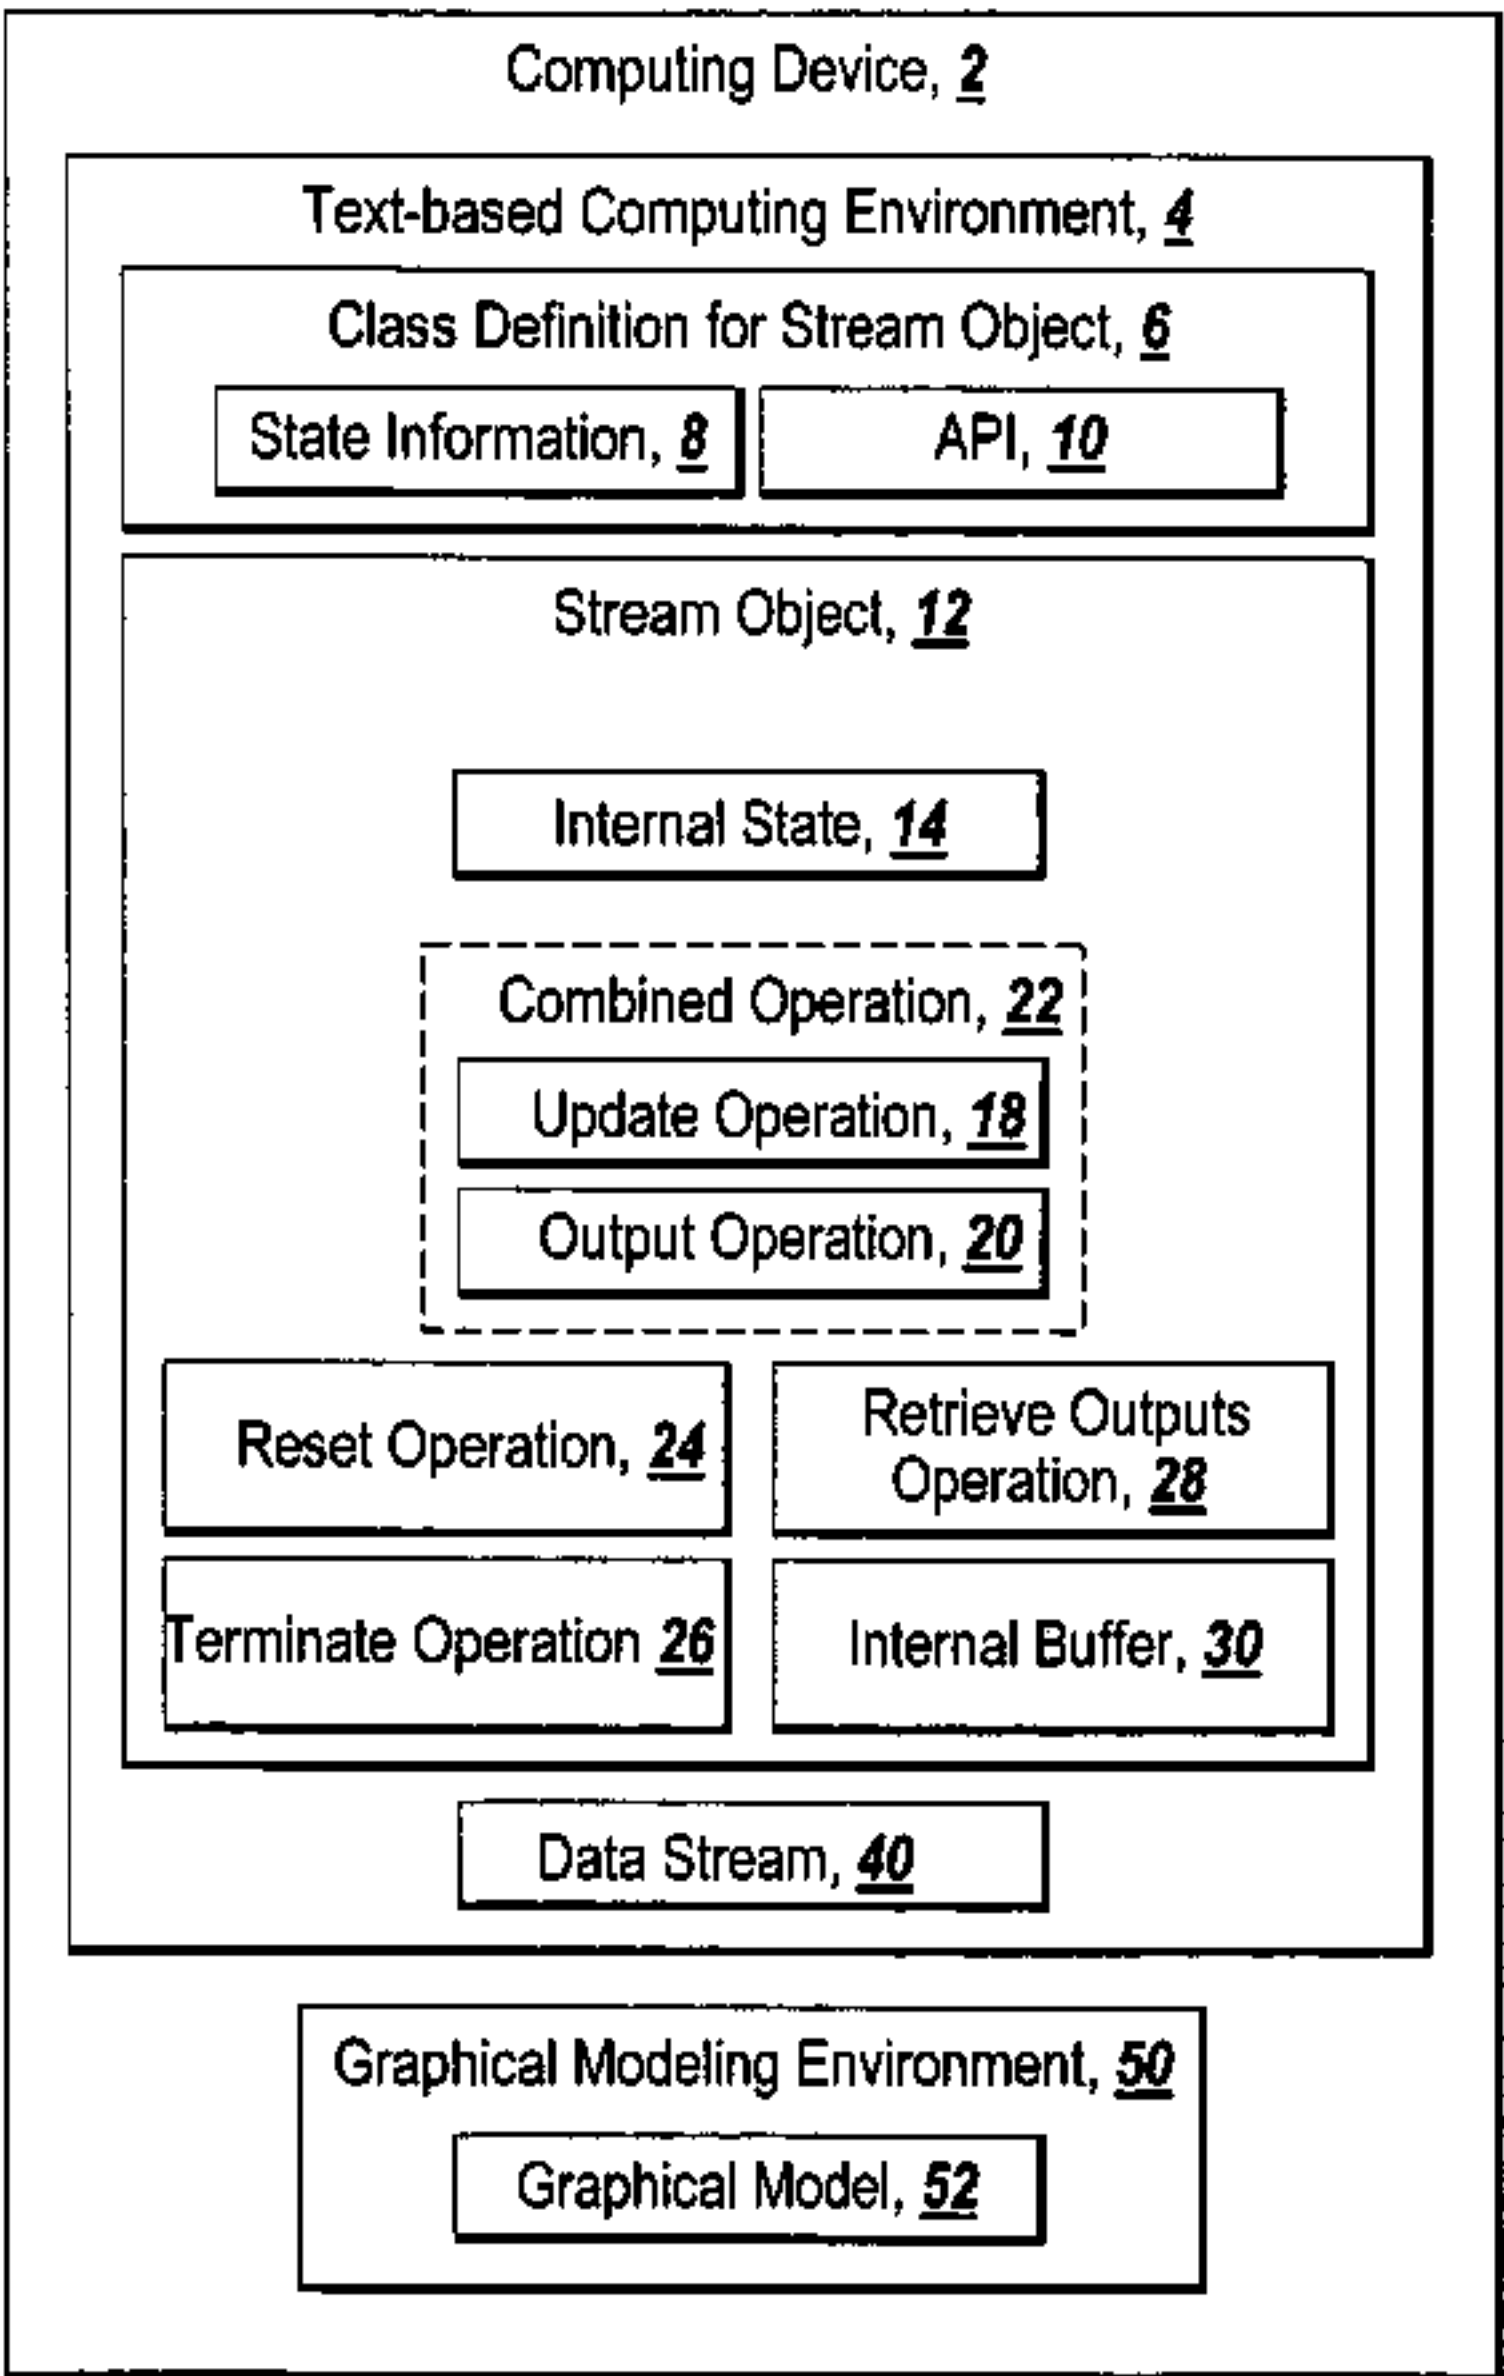 Computing Device, 2
Text-based Computing Environment, 4
Class Definition for Stream Object, 6
State Information, 8
API, 10
Stream Object, 12
Internal State, 14
Combined Operation, 22
Update Operation, 18
Output Operation, 20
Reset Operation, 24
Retrieve Outputs
Operation, 28
Terminate Operation 26
Internal Buffer, 30
Data Stream, 40
Graphical Modeling Environment, 50
Graphical Model, 52